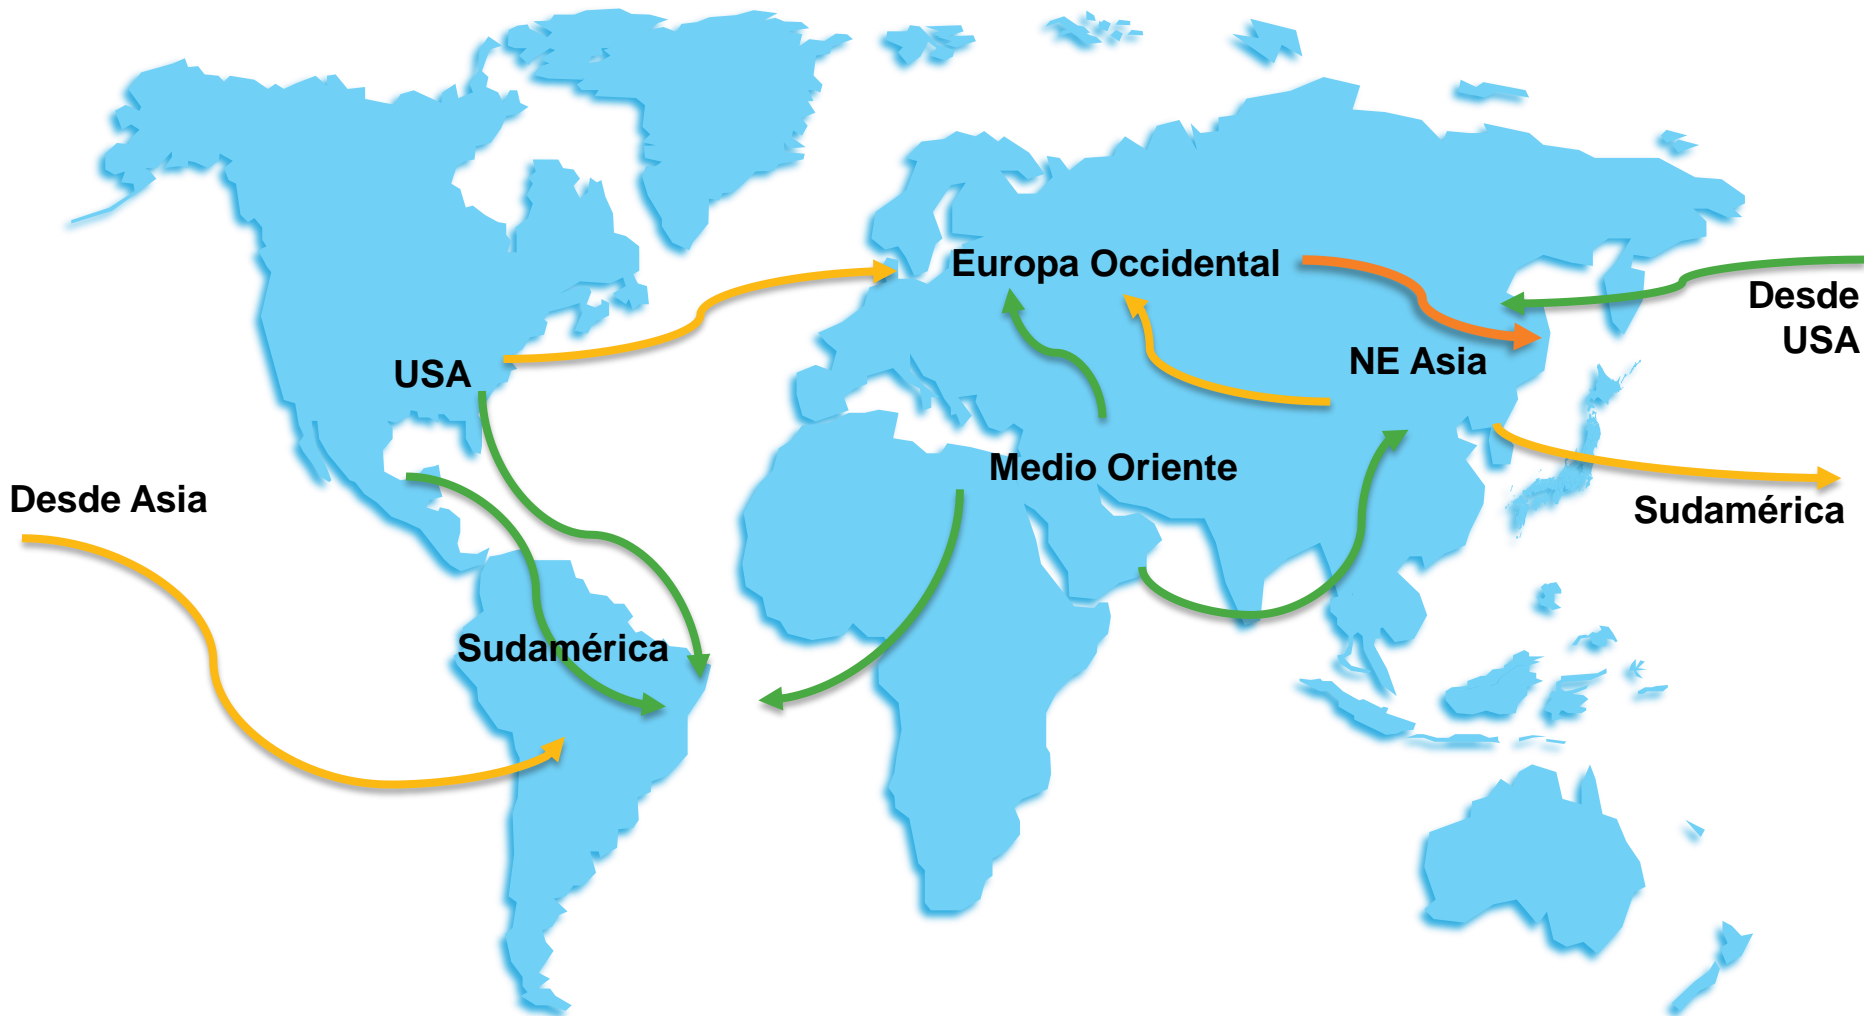 Europa Occidental
Desde
USA
USA
NE Asia
Medio Oriente
Desde Asia
Sudamérica
Sudamérica